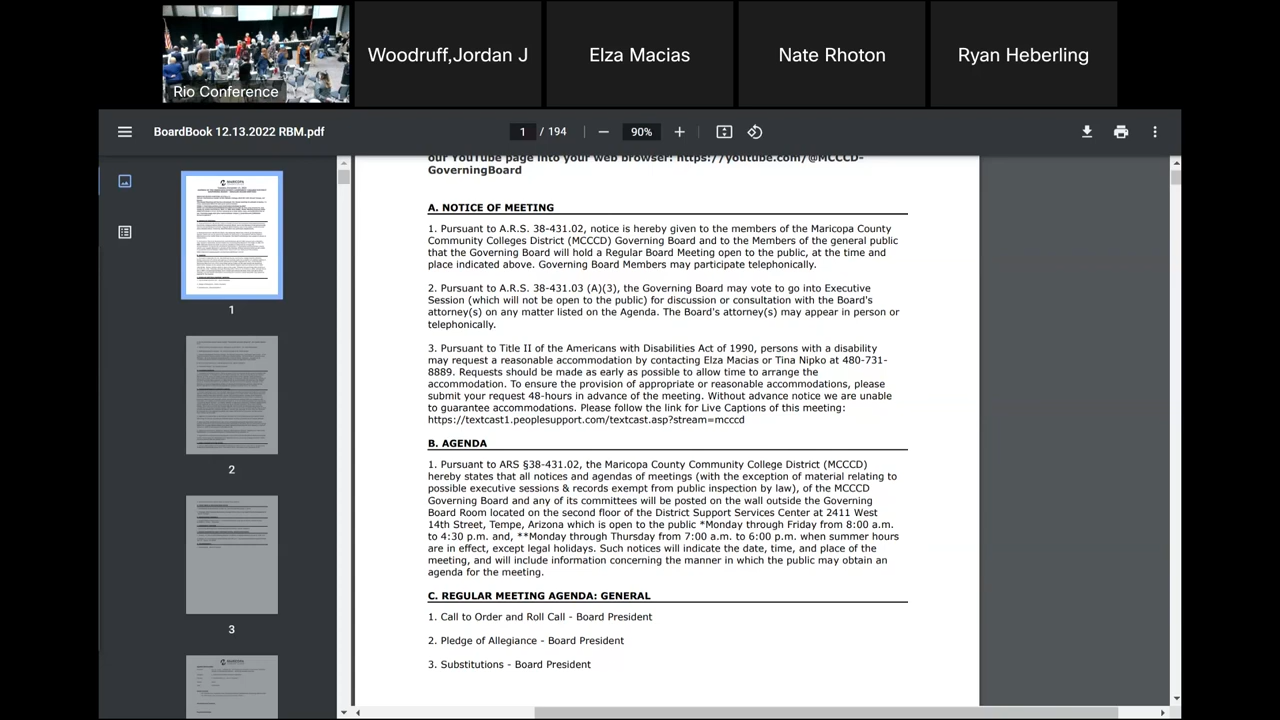 Rio Conference
Woodruff,Jordan J
Elza Macias
Nate Rhoton
Ryan Heberling
BoardBook 12.13.2022 RBM.pdf
1 / 194
90%
our YouTube page into your web browser: https://youtube.com/@MCCCD-
GoverningBoard
A. NOTICE OF MEETING
1. Pursuant to A.R.S. 38-431.02, notice is hereby given to the members of the Maricopa County
Community College District (MCCCD) Governing Board and to the Members of the general public
that the Governing Board will hold a regular board meeting open to the public, at the time and
place indicated above. Governing Board Members may participate telephonically.
2. Pursuant to A.R.S. 38-431.03 (A)(3), the Governing Board may vote to go into Executive
Session (which will not be open to the public) for discussion or consultation with the Board's
attorney(s) on any matter listed on the Agenda. The Board's attorney(s) may appear in person or
telephonically.
3. Pursuant to Title II of the Americans with Disabilities Act of 1990, persons with a disability
may request a reasonable accommodation by contacting Elza Macias or Tina Nipko at 480-731-
8889. Requests should be made as early as possible to allow time to arrange the
accommodation. To ensure the provision of appropriate or reasonable accommodations, please
submit your request 48-hours in advance of the meeting. Without advance notice we are unable
to guarantee accommodations. Please follow the link for Live Captions of this meeting:
https://textcast1.peoplesupport.com/textcast.asp?stream=mcccd
B. AGENDA
1. Pursuant to ARS §38-431.02, the Maricopa County Community College District (MCCCD)
hereby states that all notices and agendas of meetings (with the exception of material relating to
possible executive sessions & records exempt from public inspection by law), of the MCCCD
Governing Board and any of its committees will be posted on the wall outside the Governing
Board Room located on the second floor of the District Support Services Center at 2411 West
14th Street, Tempe, Arizona which is open to the public *Monday through Friday from 8:00 a.m.
to 4:30 p.m. and, **Monday through Thursday from 7:00 a.m. to 6:00 p.m. when summer hours
are in effect, except legal holidays. Such notices will indicate the date, time, and place of the
meeting, and will include information concerning the manner in which the public may obtain an
agenda for the meeting.
C. REGULAR MEETING AGENDA: GENERAL
1. Call to Order and Roll Call - Board President
2. Pledge of Allegiance - Board President
3. Substitutions - Board President
1
2
3